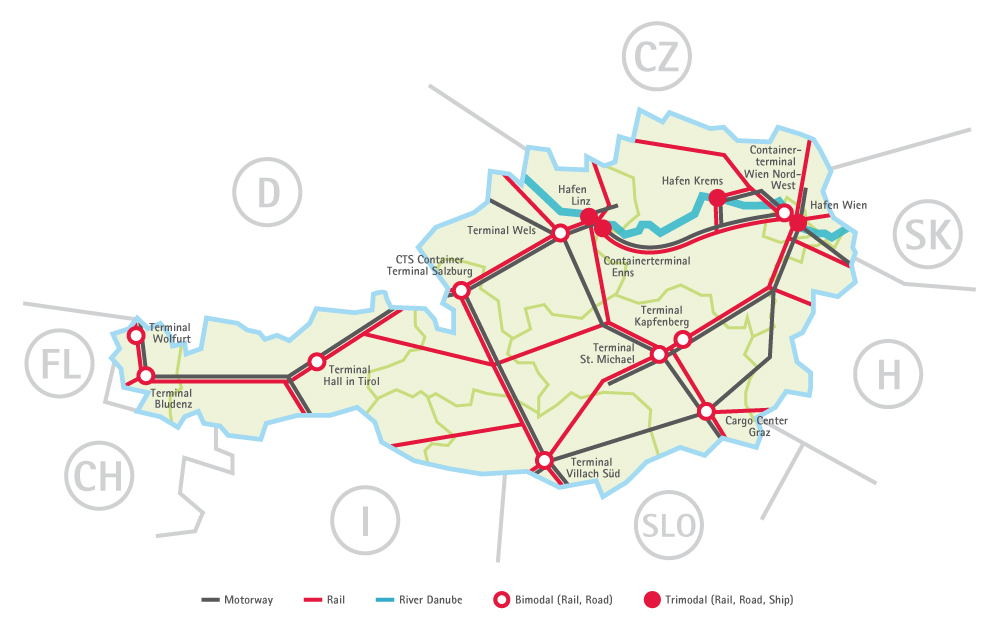 CZ
D
Container-
terminal
Wien Nord-
West
Hafen Krems
Hafen
Linz
Hafen Wien
Terminal Wels
SK
CTS Container
Terminal Salzburg
Containerterminal
Enns
Terminal
Kapfenberg
Terminal
Wolfurt
FL
Terminal
St. Michael
H
Terminal
Hall in Tirol
Terminal
Bludenz
Cargo Center
Graz
CH
Terminal
Villach Süd
I
SLO
Motorway
Rail
River Danube
Bimodal (Rail, Road)
Trimodal (Rail, Road, Ship)